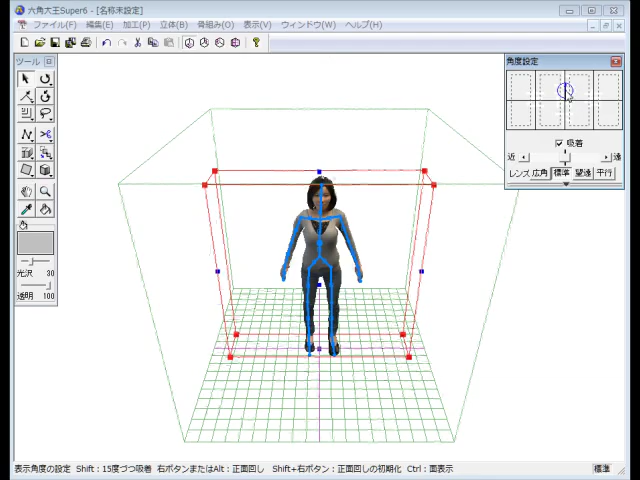 六角大王Super6 - [名称未設定]
ファイル(F) 編集(E) 加工(P) 立体(B) 骨組み(O) 表示(V) ウィンドウ(W) ヘルプ(H)
ツール
角度設定
吸着
近 遠
レンズ 広角 標準 望遠 平行
光沢 30
透明 100
表示角度の設定 Shift:15度づつ吸着 右ボタンまたはAlt:正面回し Shift+右ボタン:正面回しの初期化 Ctrl:面表示
標準